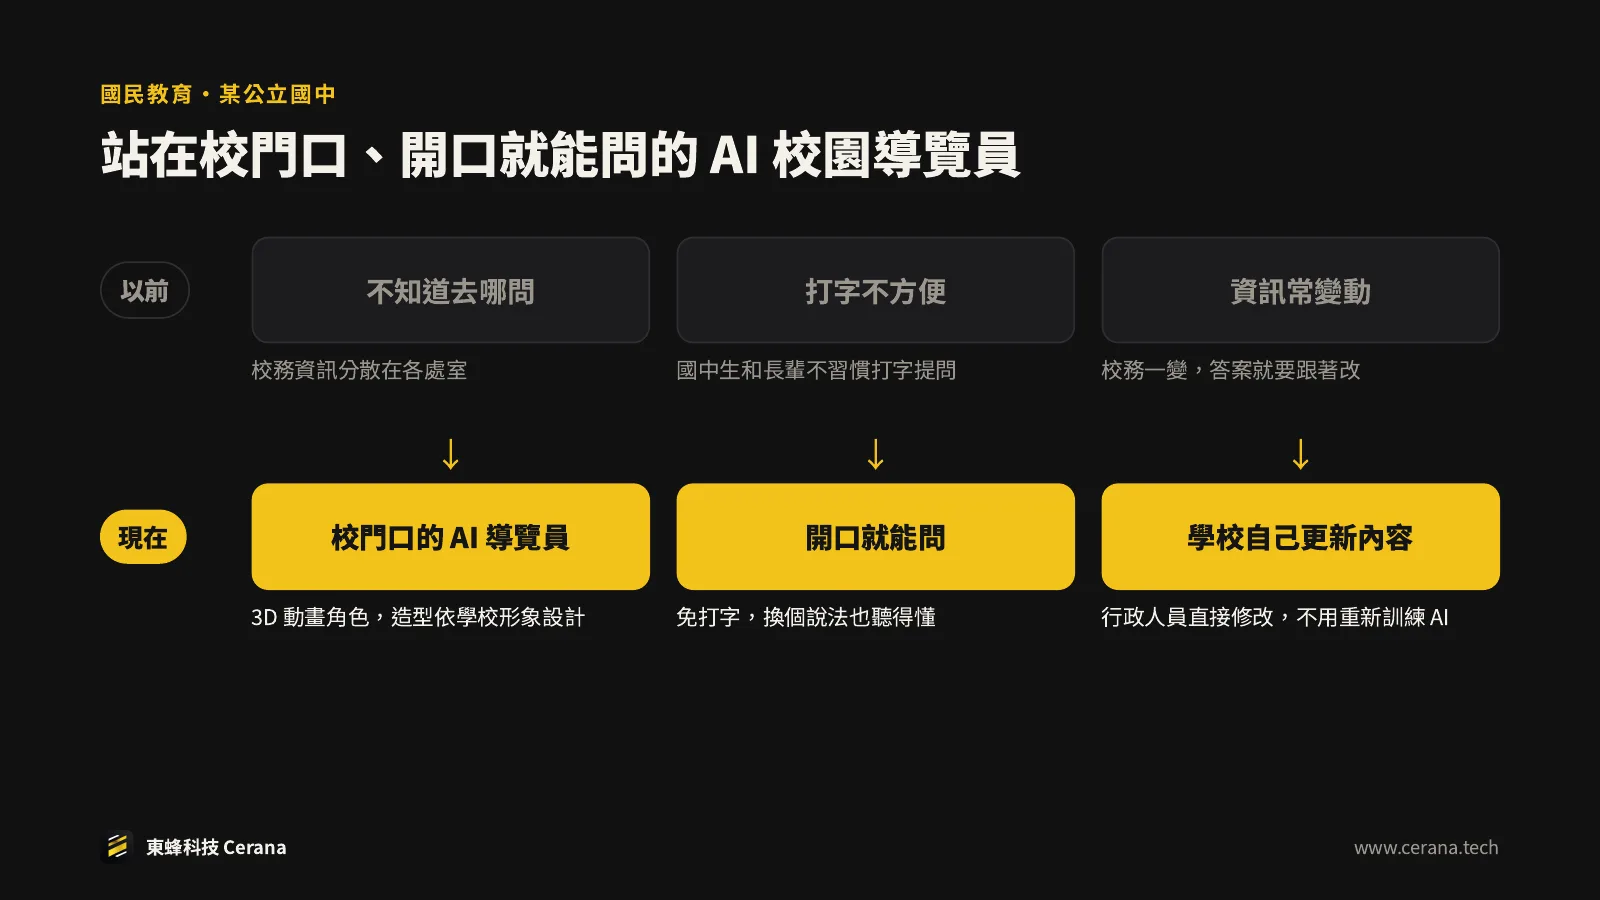 國民教育・某公立國中
站在校門口、開口就能問的 AI 校園導覽員
以前
不知道去哪問
打字不方便
資訊常變動
校務資訊分散在各處室
國中生和長輩不習慣打字提問
校務一變，答案就要跟著改
↓
↓
↓
現在
校門口的 AI 導覽員
開口就能問
學校自己更新內容
3D 動畫角色，造型依學校形象設計
免打字，換個說法也聽得懂
行政人員直接修改，不用重新訓練 AI
東蜂科技 Cerana
www.cerana.tech